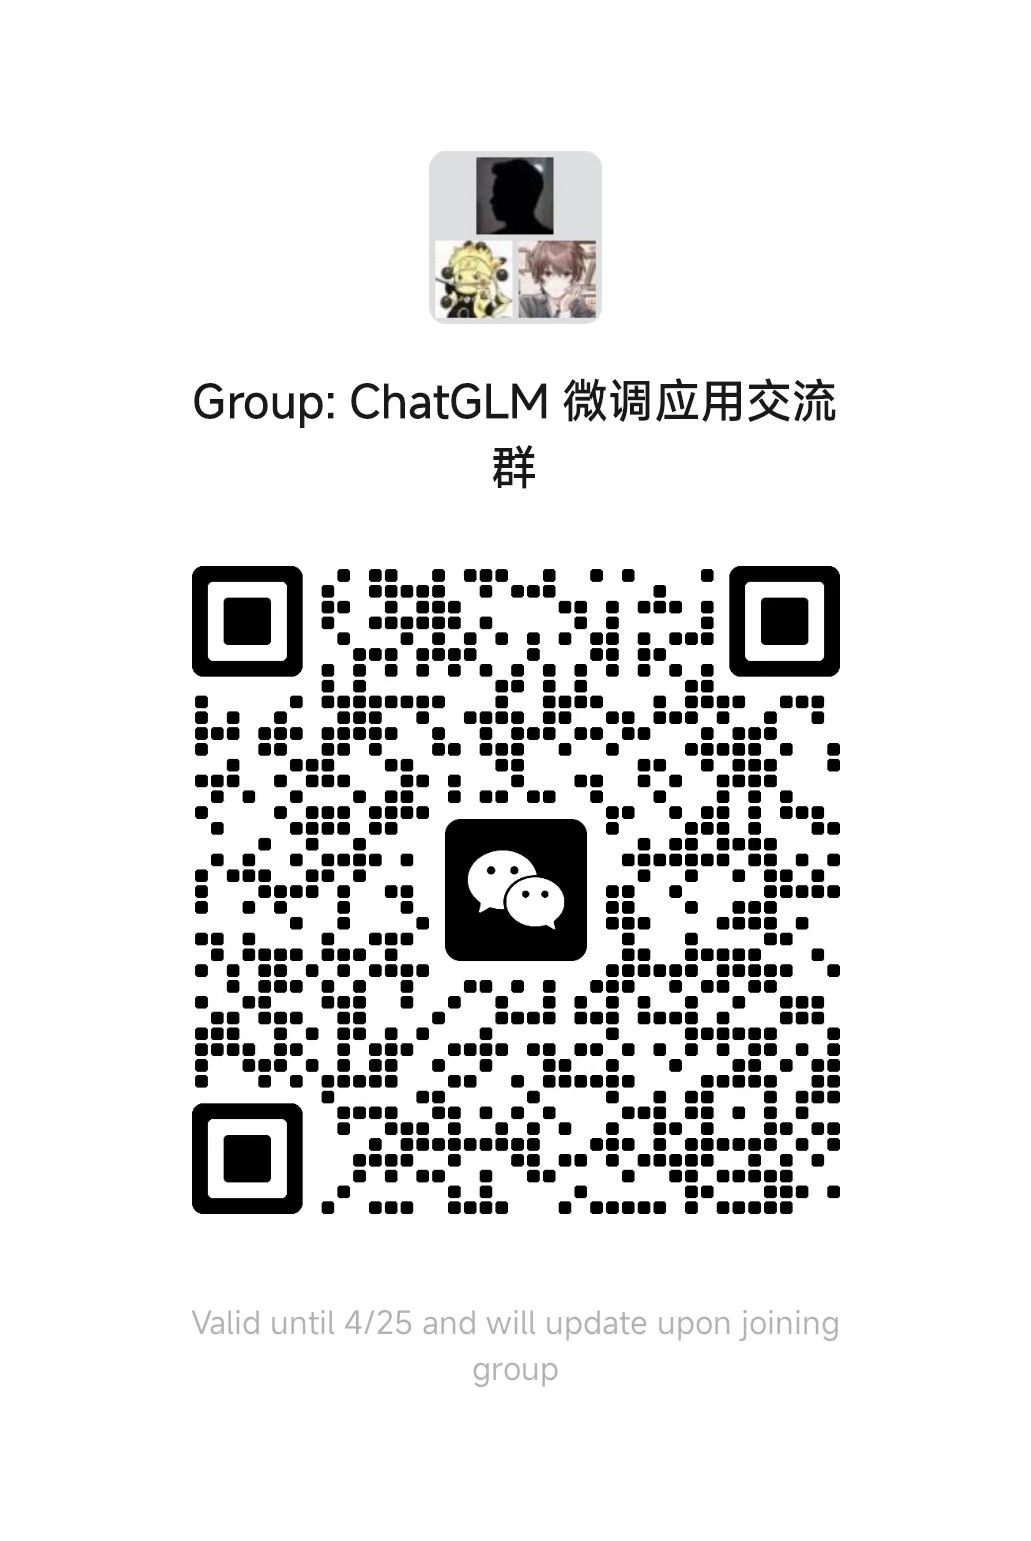 Group: ChatGLM 微调应用交流
群
Valid until 4/25 and will update upon joining
group